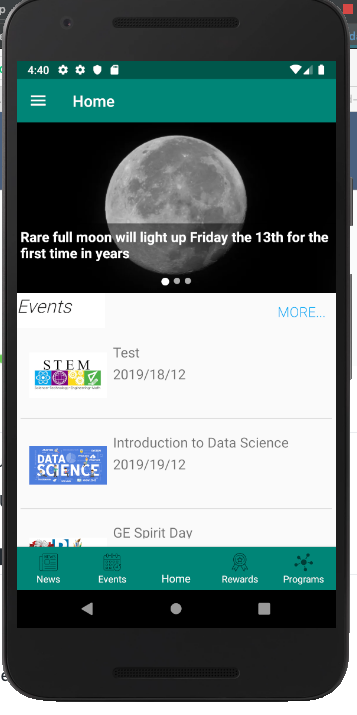 4:40
Home
Rare full moon will light up Friday the 13th for the
first time in years
Events
MORE...
STEM
Test
2019/18/12
DATA
SCIENCE
Introduction to Data Science
2019/19/12
GE Spirit Day
News
Events
Home
Rewards
Programs